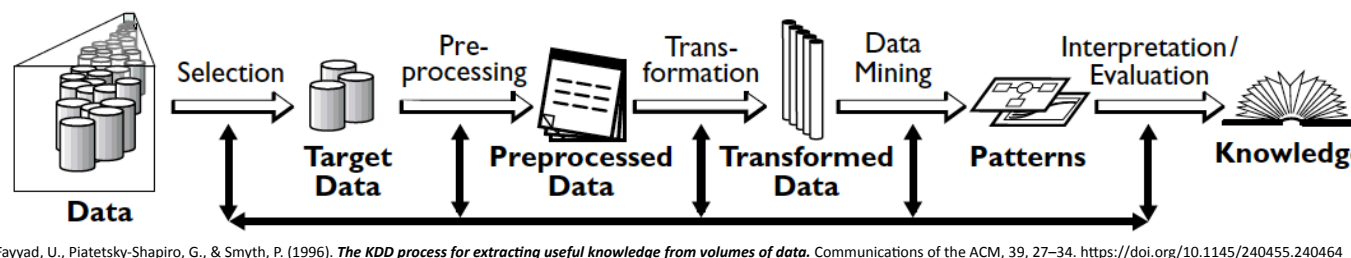 Selection
Pre-
processing
Trans-
formation
Data
Mining
Interpretation/
Evaluation
Data
Target
Data
Preprocessed
Data
Transformed
Data
Patterns
Knowledge
Fayyad, U., Piatetsky-Shapiro, G., & Smyth, P. (1996). The KDD process for extracting useful knowledge from volumes of data. Communications of the ACM, 39, 27–34. https://doi.org/10.1145/240455.240464